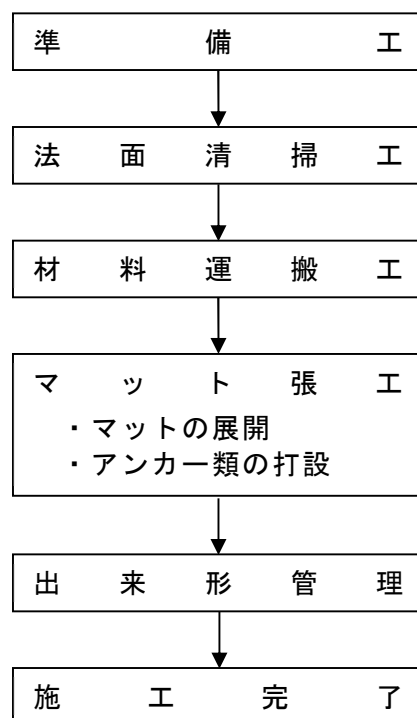 準備工
法面清掃工
材料運搬工
マット張工
・マットの展開
・アンカー類の打設
出来形管理
施工完了